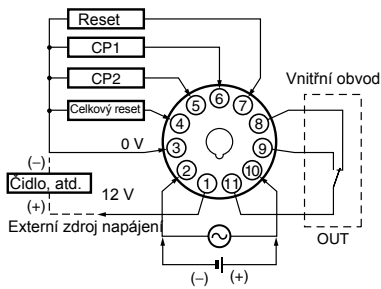 Reset
CP1
CP2
Celkový reset
0 V
(–)
Čidlo, atd.
(+)
12 V
Externí zdroj napájení
6
5
7
4
8
3
9
2
10
1
11
(–)
(+)
Vnitřní obvod
OUT